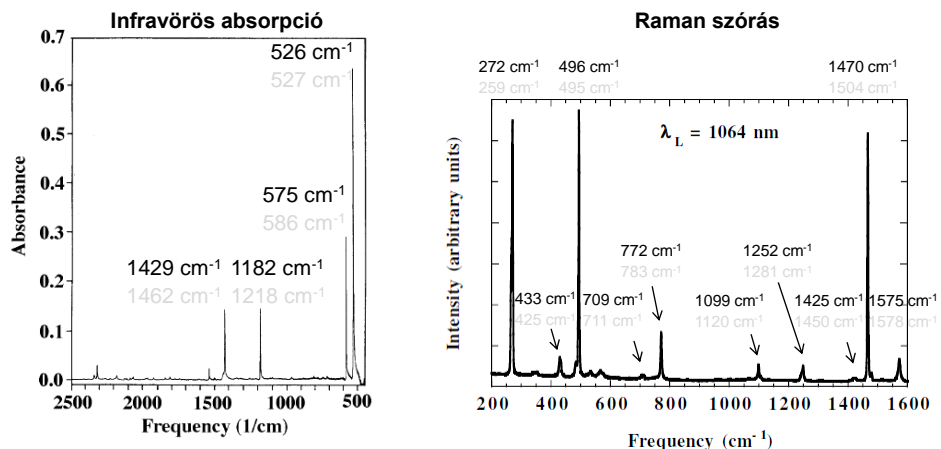 Infravörös absorpció
0.7
0.6
0.5
0.4
0.3
0.2
0.1
0.0
Absorbance
526 cm-1
527 cm-1
575 cm-1
586 cm-1
1429 cm-1 1182 cm-1
1462 cm-1 1218 cm-1
2500 2000 1500 1000 500
Frequency (1/cm)
Raman szórás
272 cm-1 496 cm-1 1470 cm-1
259 cm-1 495 cm-1 1504 cm-1
λL = 1064 nm
Intensity (arbitrary units)
772 cm-1 1252 cm-1
783 cm-1 1281 cm-1
433 cm-1 709 cm-1 1099 cm-1 1425 cm-1 1575 cm-1
425 cm-1 711 cm-1 1120 cm-1 1450 cm-1 1578 cm-1
200 400 600 800 1000 1200 1400 1600
Frequency (cm-1)